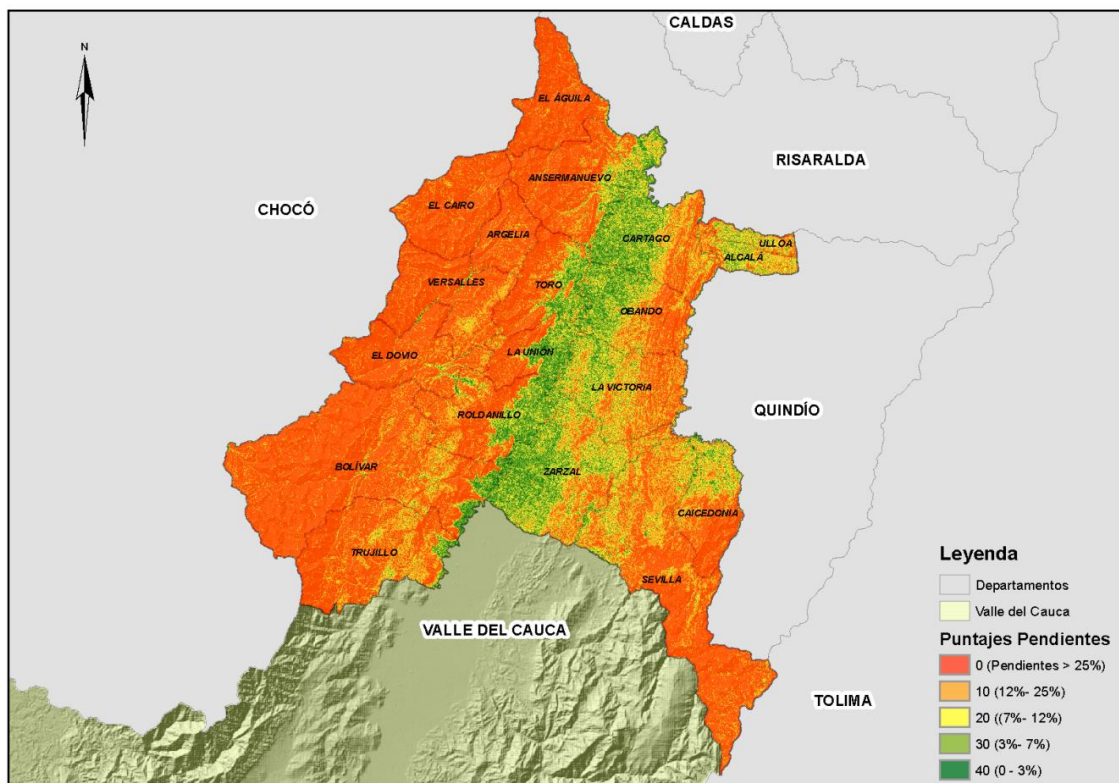 CALDAS
N
EL ÁGUILA
RISARALDA
ANSERMANUEVO
CHOCÓ
EL CAIRO
ARGELIA
CARTAGO
ULLOA
ALCALÁ
VERSALLES
TORO
OBANDO
EL DOVIO
LA UNIÓN
LA VICTORIA
ROLDANILLO
QUINDÍO
BOLÍVAR
ZARZAL
CAICEDONIA
TRUJILLO
SEVILLA
VALLE DEL CAUCA
TOLIMA
Leyenda
Departamentos
Valle del Cauca
Puntajes Pendientes
0 (Pendientes > 25%)
10 (12%- 25%)
20 ((7%- 12%)
30 (3%- 7%)
40 (0 - 3%)